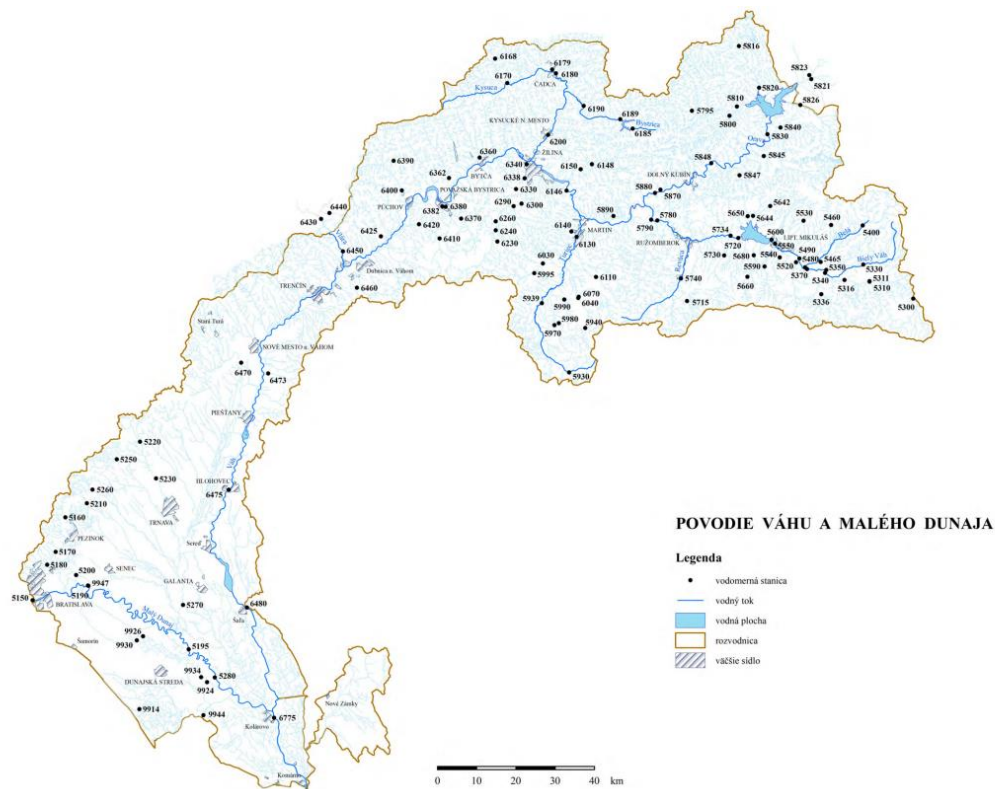 5816
6168
6179
5823
6170
6180
5821
Kysuca
ČADCA
5820
5826
6190
5795
5810
6189
5800
Bystrica
KYSUCKÉ N. MESTO
6185
5840
6200
Orava
5830
ŽILINA
6360
6390
6340
6150
6148
5848
5845
BYTČA
6362
6338
DOLNÝ KUBÍN
5847
6400
POVAŽSKÁ BYSTRICA
6330
6146
5880
5870
PÚCHOV
6382
6380
6290
6300
5642
6440
6430
6370
6260
5890
5780
5650
5644
5530
5460
6420
6240
5790
Belá
5400
6425
6410
6230
6140
6130
RUŽOMBEROK
5734
5720
5600
LIPT. MIKULÁŠ
5550
6450
5730
5680
5540
5490
5480
5465
Biely Váh
Dubnica n. Váhom
6030
5590
5520
5370
5350
5330
5995
6110
5740
5660
5340
5316
5311
5310
TRENČÍN
6460
6070
6040
5336
5939
5990
5715
5300
Stará Turá
5980
5940
5970
NOVÉ MESTO n. VÁHOM
6470
6473
5930
PIEŠŤANY
5220
5250
Váh
5230
HLOHOVEC
5260
6475
5210
5160
TRNAVA
POVODIE VÁHU A MALÉHO DUNAJA
PEZINOK
Sereď
5170
Legenda
5180
5200
SENEC
vodomerná stanica
9947
GALANTA
5190
vodný tok
5150
BRATISLAVA
5270
6480
Malý Dunaj
Šaľa
vodná plocha
9926
rozvodnica
Šamorín
9930
5195
väčšie sídlo
9934
5280
DUNAJSKÁ STREDA
9924
Nové Zámky
9914
9944
6775
Kolárovo
Komárno
0 10 20 30 40 km